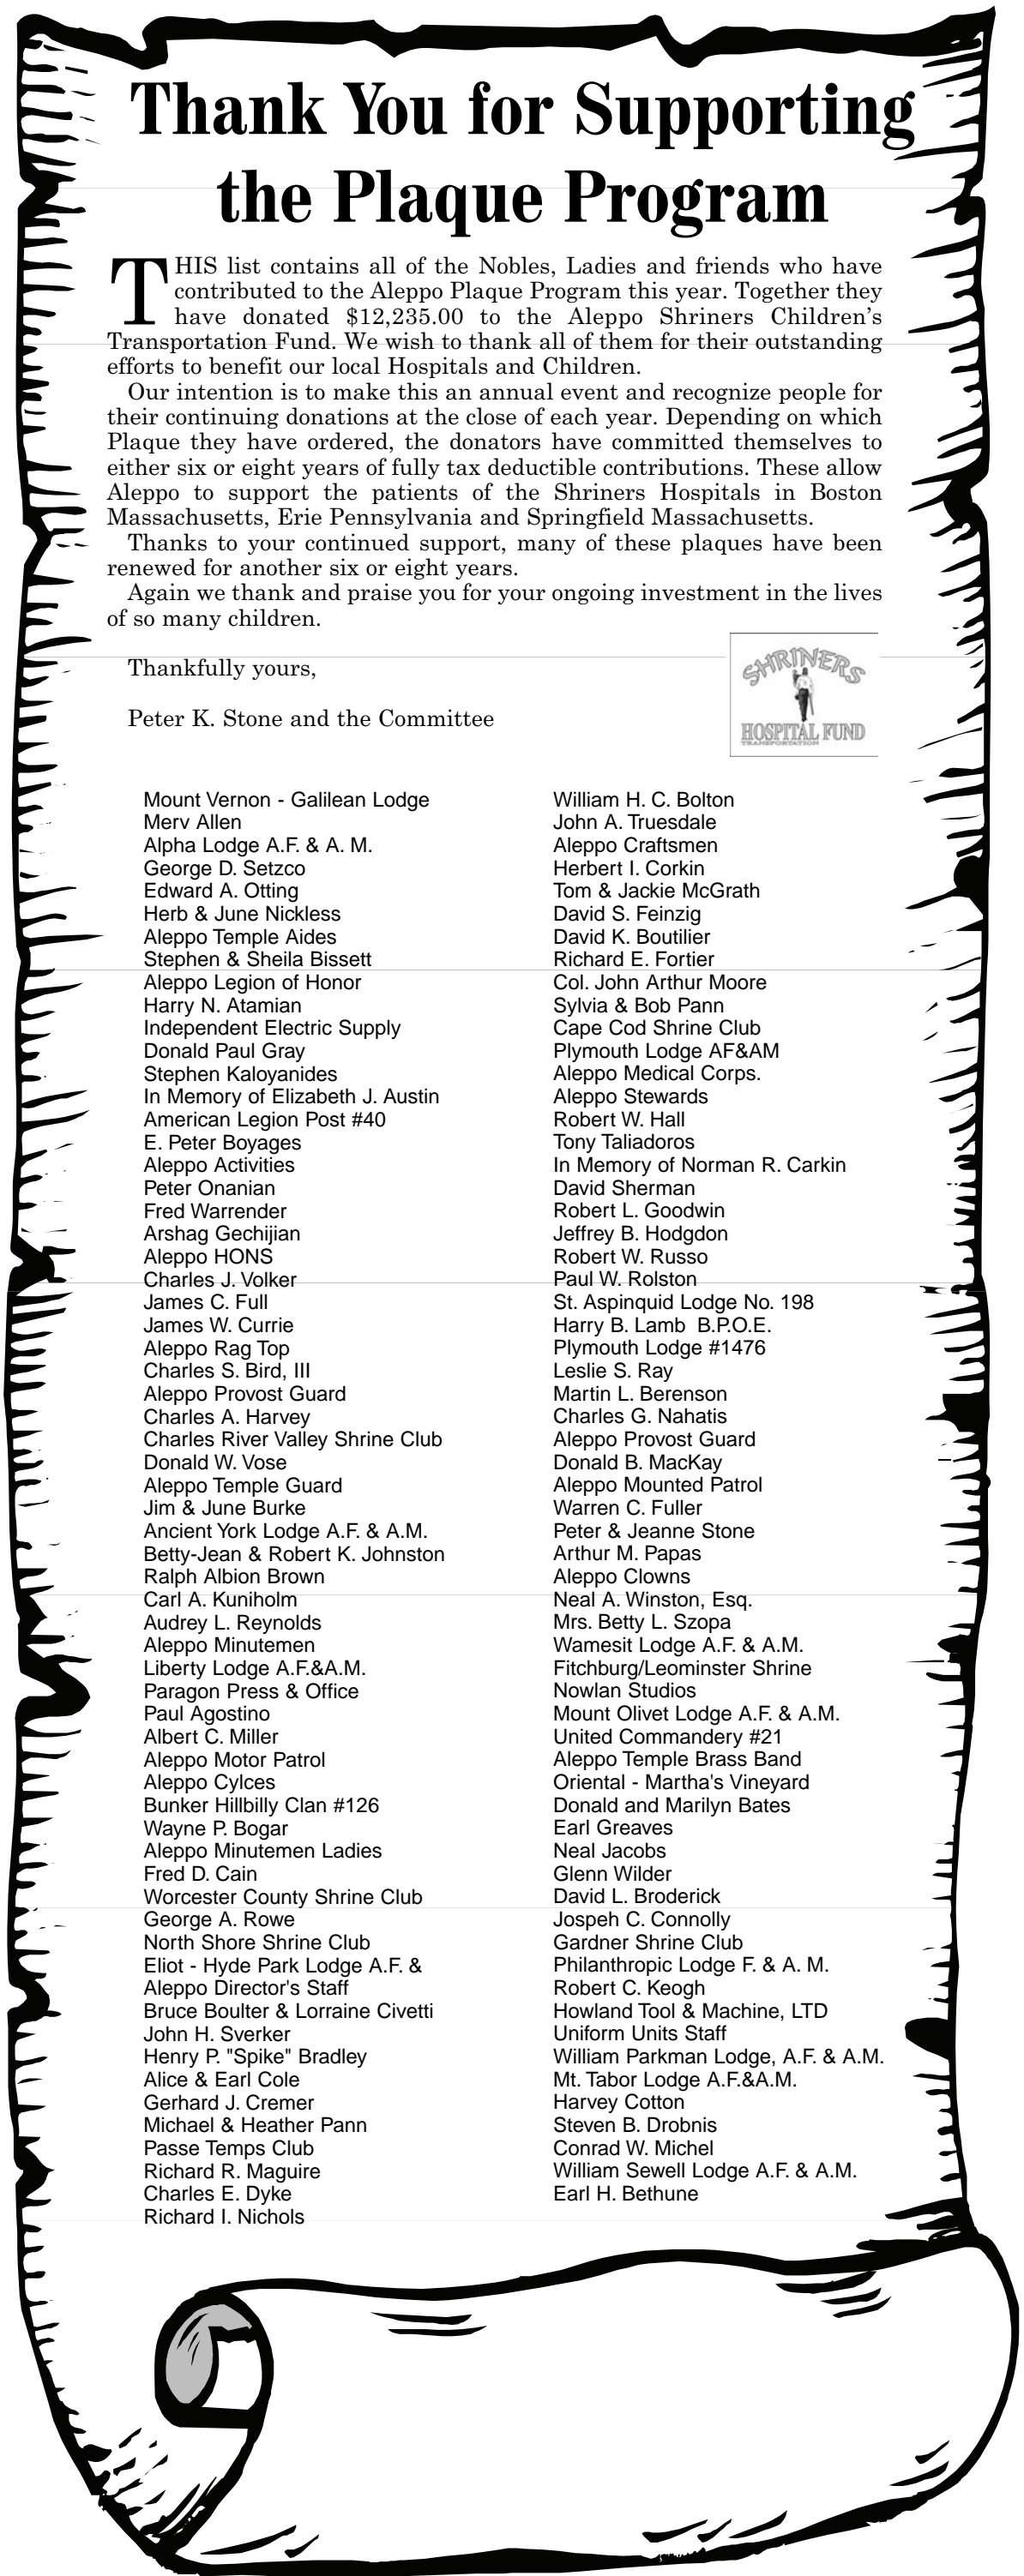 Thank You for Supporting
the Plaque Program
THIS list contains all of the Nobles, Ladies and friends who have
contributed to the Aleppo Plaque Program this year. Together they
have donated $12,235.00 to the Aleppo Shriners Children's
Transportation Fund. We wish to thank all of them for their outstanding
efforts to benefit our local Hospitals and Children.
Our intention is to make this an annual event and recognize people for
their continuing donations at the close of each year. Depending on which
Plaque they have ordered, the donators have committed themselves to
either six or eight years of fully tax deductible contributions. These allow
Aleppo to support the patients of the Shriners Hospitals in Boston
Massachusetts, Erie Pennsylvania and Springfield Massachusetts.
Thanks to your continued support, many of these plaques have been
renewed for another six or eight years.
Again we thank and praise you for your ongoing investment in the lives
of so many children.
Thankfully yours,
Peter K. Stone and the Committee
SHRINERS
HOSPITAL FUND
TRANSPORTATION
Mount Vernon - Galilean Lodge
Merv Allen
Alpha Lodge A.F. & A. M.
George D. Setzco
Edward A. Otting
Herb & June Nickless
Aleppo Temple Aides
Stephen & Sheila Bissett
Aleppo Legion of Honor
Harry N. Atamian
Independent Electric Supply
Donald Paul Gray
Stephen Kaloyanides
In Memory of Elizabeth J. Austin
American Legion Post #40
E. Peter Boyages
Aleppo Activities
Peter Onanian
Fred Warrender
Arshag Gechijian
Aleppo HONS
Charles J. Volker
James C. Full
James W. Currie
Aleppo Rag Top
Charles S. Bird, III
Aleppo Provost Guard
Charles A. Harvey
Charles River Valley Shrine Club
Donald W. Vose
Aleppo Temple Guard
Jim & June Burke
Ancient York Lodge A.F. & A.M.
Betty-Jean & Robert K. Johnston
Ralph Albion Brown
Carl A. Kuniholm
Audrey L. Reynolds
Aleppo Minutemen
Liberty Lodge A.F.&A.M.
Paragon Press & Office
Paul Agostino
Albert C. Miller
Aleppo Motor Patrol
Aleppo Cylces
Bunker Hillbilly Clan #126
Wayne P. Bogar
Aleppo Minutemen Ladies
Fred D. Cain
Worcester County Shrine Club
George A. Rowe
North Shore Shrine Club
Eliot - Hyde Park Lodge A.F. &
Aleppo Director's Staff
Bruce Boulter & Lorraine Civetti
John H. Sverker
Henry P. "Spike" Bradley
Alice & Earl Cole
Gerhard J. Cremer
Michael & Heather Pann
Passe Temps Club
Richard R. Maguire
Charles E. Dyke
Richard I. Nichols
William H. C. Bolton
John A. Truesdale
Aleppo Craftsmen
Herbert I. Corkin
Tom & Jackie McGrath
David S. Feinzig
David K. Boutilier
Richard E. Fortier
Col. John Arthur Moore
Sylvia & Bob Pann
Cape Cod Shrine Club
Plymouth Lodge AF&AM
Aleppo Medical Corps.
Aleppo Stewards
Robert W. Hall
Tony Taliadoros
In Memory of Norman R. Carkin
David Sherman
Robert L. Goodwin
Jeffrey B. Hodgdon
Robert W. Russo
Paul W. Rolston
St. Aspinquid Lodge No. 198
Harry B. Lamb B.P.O.E.
Plymouth Lodge #1476
Leslie S. Ray
Martin L. Berenson
Charles G. Nahatis
Aleppo Provost Guard
Donald B. MacKay
Aleppo Mounted Patrol
Warren C. Fuller
Peter & Jeanne Stone
Arthur M. Papas
Aleppo Clowns
Neal A. Winston, Esq.
Mrs. Betty L. Szopa
Wamesit Lodge A.F. & A.M.
Fitchburg/Leominster Shrine
Nowlan Studios
Mount Olivet Lodge A.F. & A.M.
United Commandery #21
Aleppo Temple Brass Band
Oriental - Martha's Vineyard
Donald and Marilyn Bates
Earl Greaves
Neal Jacobs
Glenn Wilder
David L. Broderick
Jospeh C. Connolly
Gardner Shrine Club
Philanthropic Lodge F. & A. M.
Robert C. Keogh
Howland Tool & Machine, LTD
Uniform Units Staff
William Parkman Lodge, A.F. & A.M.
Mt. Tabor Lodge A.F.&A.M.
Harvey Cotton
Steven B. Drobnis
Conrad W. Michel
William Sewell Lodge A.F. & A.M.
Earl H. Bethune